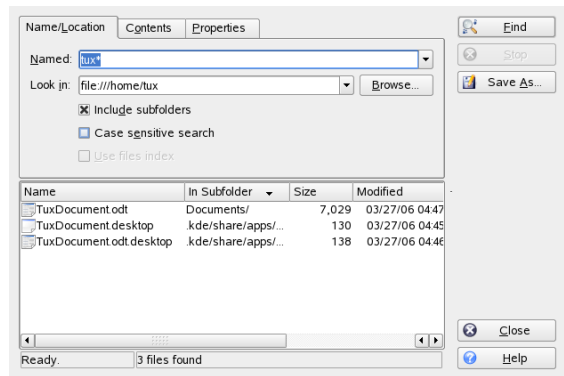 Name/Location Contents Properties
Find
Named: tux*
Stop
Look in: file:///home/tux Browse...
Save As...
Include subfolders
Case sensitive search
Use files index
Name In Subfolder Size Modified
TuxDocument.odt Documents/ 7,029 03/27/06 04:47
TuxDocument.desktop .kde/share/apps/... 130 03/27/06 04:45
TuxDocument.odt.desktop .kde/share/apps/... 138 03/27/06 04:46
Close
Ready. 3 files found
Help